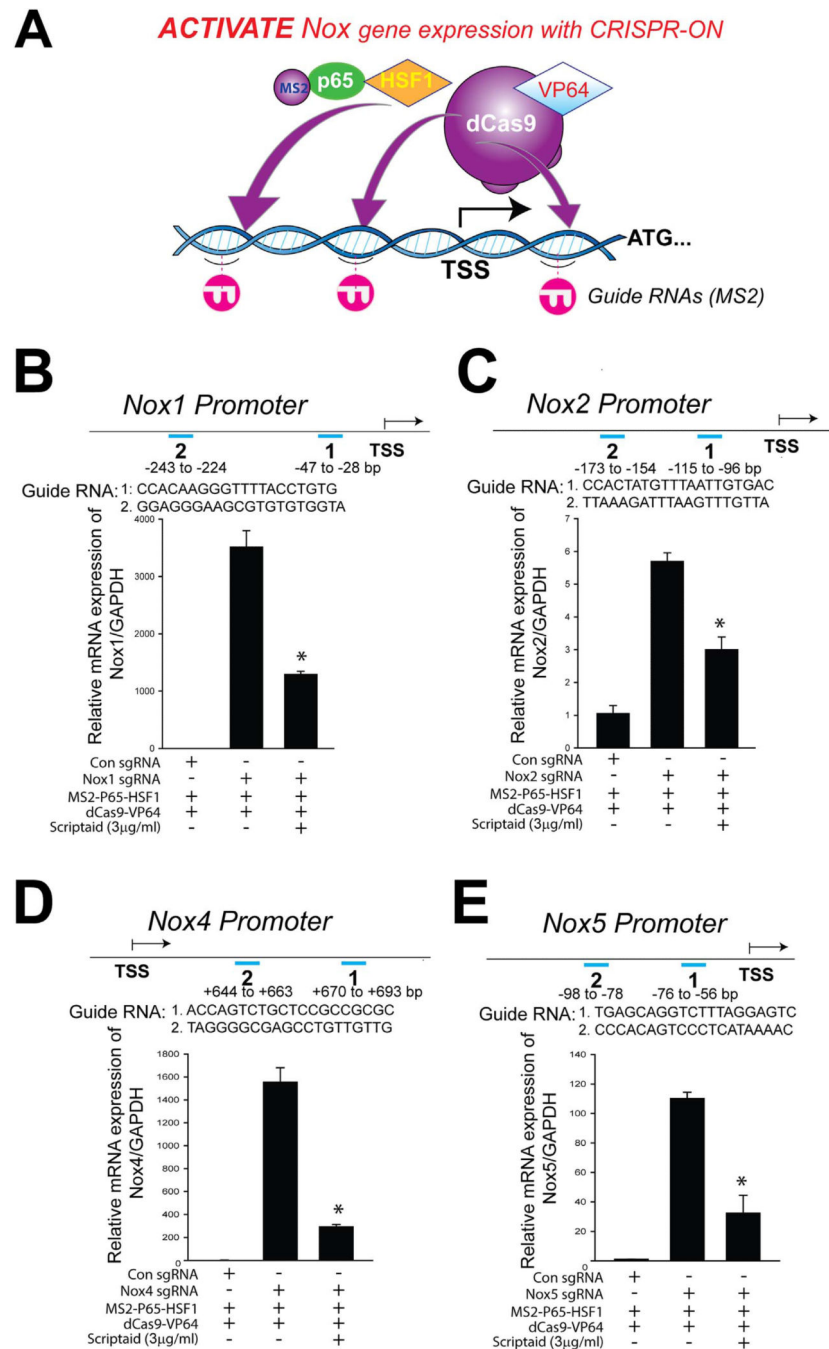 A
ACTIVATE Nox gene expression with CRISPR-ON
MS2 p65 HSF1 dCas9 VP64
TSS
ATG...
Guide RNAs (MS2)
B
Nox1 Promoter
2 1 TSS
-243 to -224 -47 to -28 bp
Guide RNA: 1: CCACAAGGGTTTTACCTGTG
2. GGAGGGAAGCGTGTGTGGTA
Relative mRNA expression of
Nox1/GAPDH
4000
3000
2000
1000
0
*
Con sgRNA + - -
Nox1 sgRNA - + +
MS2-P65-HSF1 + + +
dCas9-VP64 + + +
Scriptaid (3µg/ml) - - +
C
Nox2 Promoter
2 1 TSS
-173 to -154 -115 to -96 bp
Guide RNA: 1. CCACTATGTTTAATTGTGAC
2. TTAAAGATTTAAGTTTGTTA
Relative mRNA expression of
Nox2/GAPDH
7
6
5
4
3
2
1
0
*
Con sgRNA + - -
Nox2 sgRNA - + +
MS2-P65-HSF1 + + +
dCas9-VP64 + + +
Scriptaid (3µg/ml) - - +
D
Nox4 Promoter
TSS 2 1
+644 to +663 +670 to +693 bp
Guide RNA: 1. ACCAGTCTGCTCCGCCGCGC
2. TAGGGGCGAGCCTGTTGTTG
Relative mRNA expression of
Nox4/GAPDH
1800
1600
1400
1200
1000
800
600
400
200
0
*
Con sgRNA + - -
Nox4 sgRNA - + +
MS2-P65-HSF1 + + +
dCas9-VP64 + + +
Scriptaid (3µg/ml) - - +
E
Nox5 Promoter
2 1 TSS
-98 to -78 -76 to -56 bp
Guide RNA: 1. TGAGCAGGTCTTTAGGAGTC
2. CCCACAGTCCCTCATAAAAC
Relative mRNA expression of
Nox5/GAPDH
140
120
100
80
60
40
20
0
*
Con sgRNA + - -
Nox5 sgRNA - + +
MS2-P65-HSF1 + + +
dCas9-VP64 + + +
Scriptaid (3µg/ml) - - +